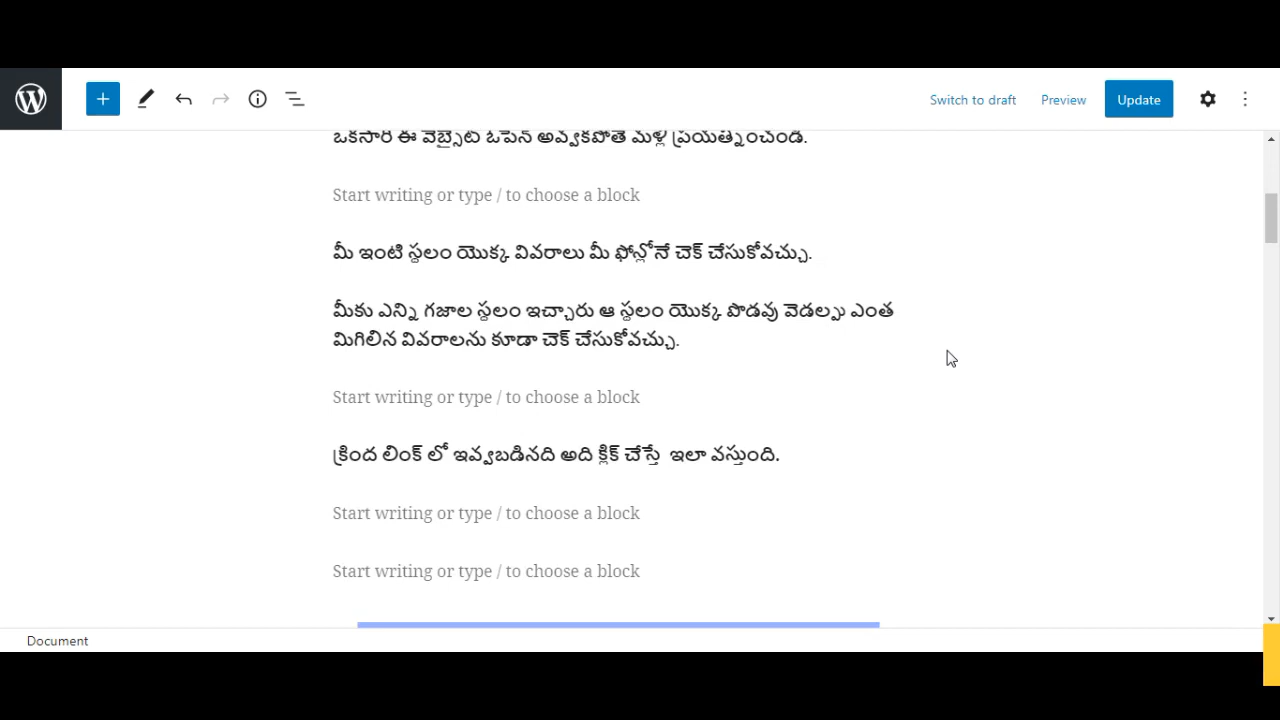 Switch to draft Preview Update
ఒకసారి ఈ వెబ్సైట్ ఓపెన్ అవ్వకపోతే మళ్లీ ప్రయత్నించండి.
Start writing or type / to choose a block
మీ ఇంటి స్థలం యొక్క వివరాలు మీ ఫోన్లోనే చెక్ చేసుకోవచ్చు.
మీకు ఎన్ని గజాల స్థలం ఇచ్చారు ఆ స్థలం యొక్క పొడవు వెడల్పు ఎంత
మిగిలిన వివరాలను కూడా చెక్ చేసుకోవచ్చు.
Start writing or type / to choose a block
క్రింద లింక్ లో ఇవ్వబడినది అది క్లిక్ చేస్తే ఇలా వస్తుంది.
Start writing or type / to choose a block
Start writing or type / to choose a block
Document